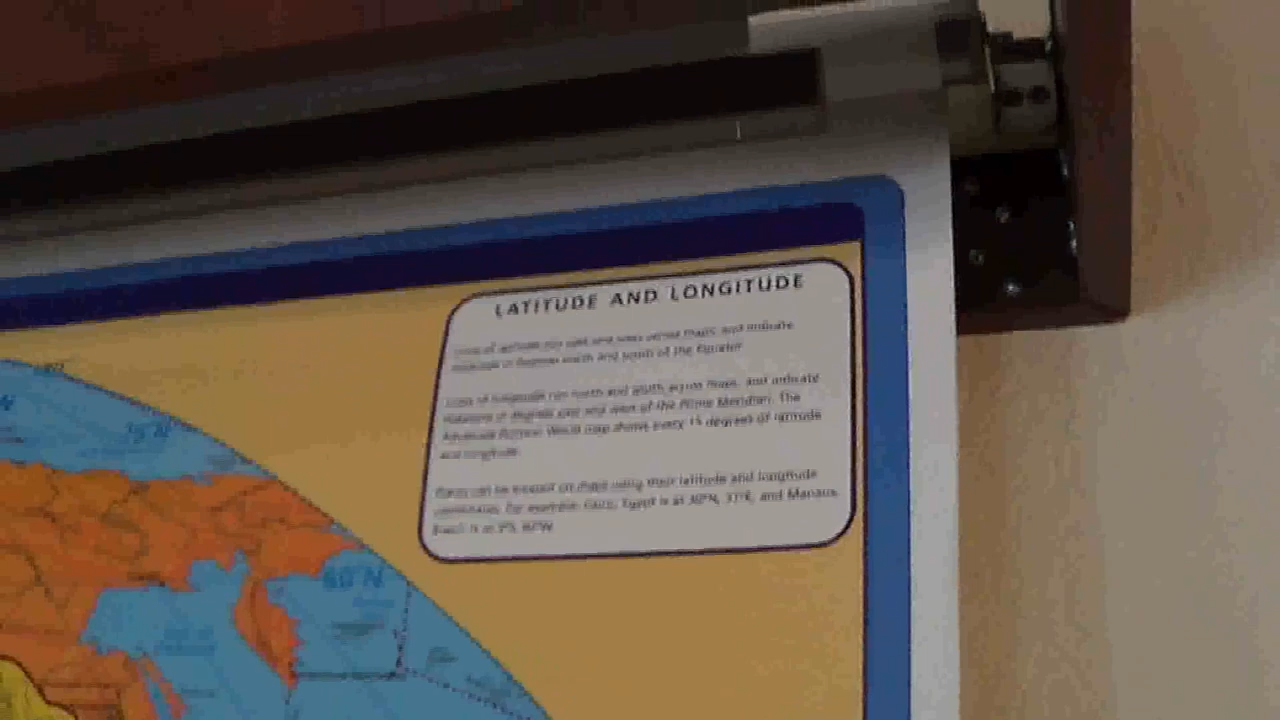 LATITUDE AND LONGITUDE
Lines of latitude run east and west across maps, and indicate
in degrees north and south of the Equator
Lines of longitude run north and south across maps, and indicate
in degrees east and west of the Prime Meridian. The
World map shows every 15 degrees of latitude
and longitude.
Places can be located on maps using their latitude and longitude
For example: Cairo, Egypt is at 30°N, 31°E, and Manaus
Brazil is at 3°S, 60°W
75°N
60°N